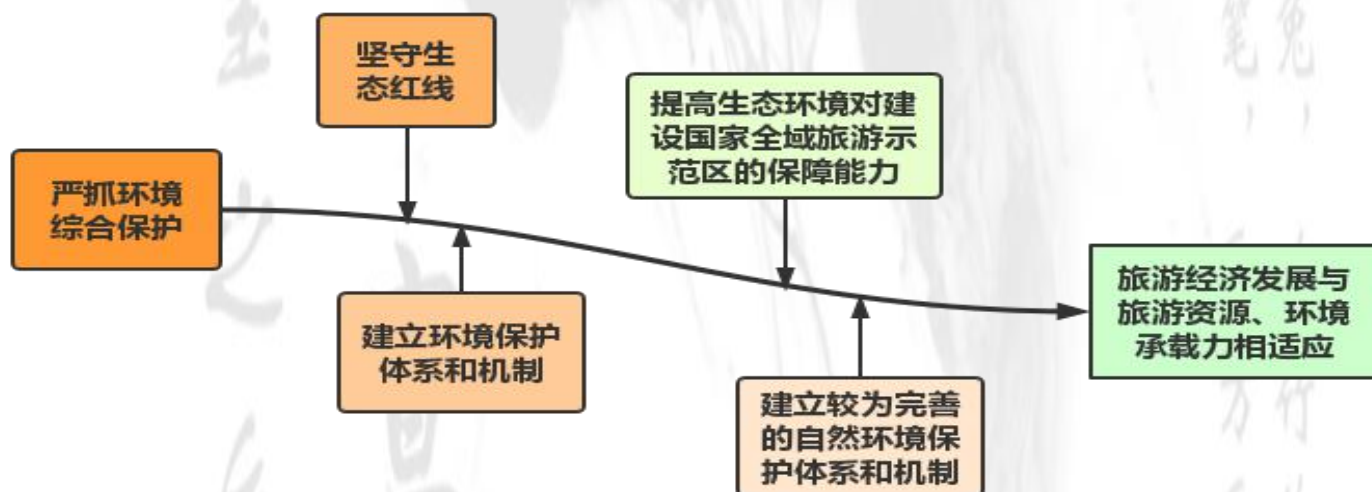 坚守生
态红线
提高生态环境对建
设国家全域旅游示
范区的保障能力
严抓环境
综合保护
旅游经济发展与
旅游资源、环境
承载力相适应
建立环境保护
体系和机制
建立较为完善
的自然环境保
护体系和机制